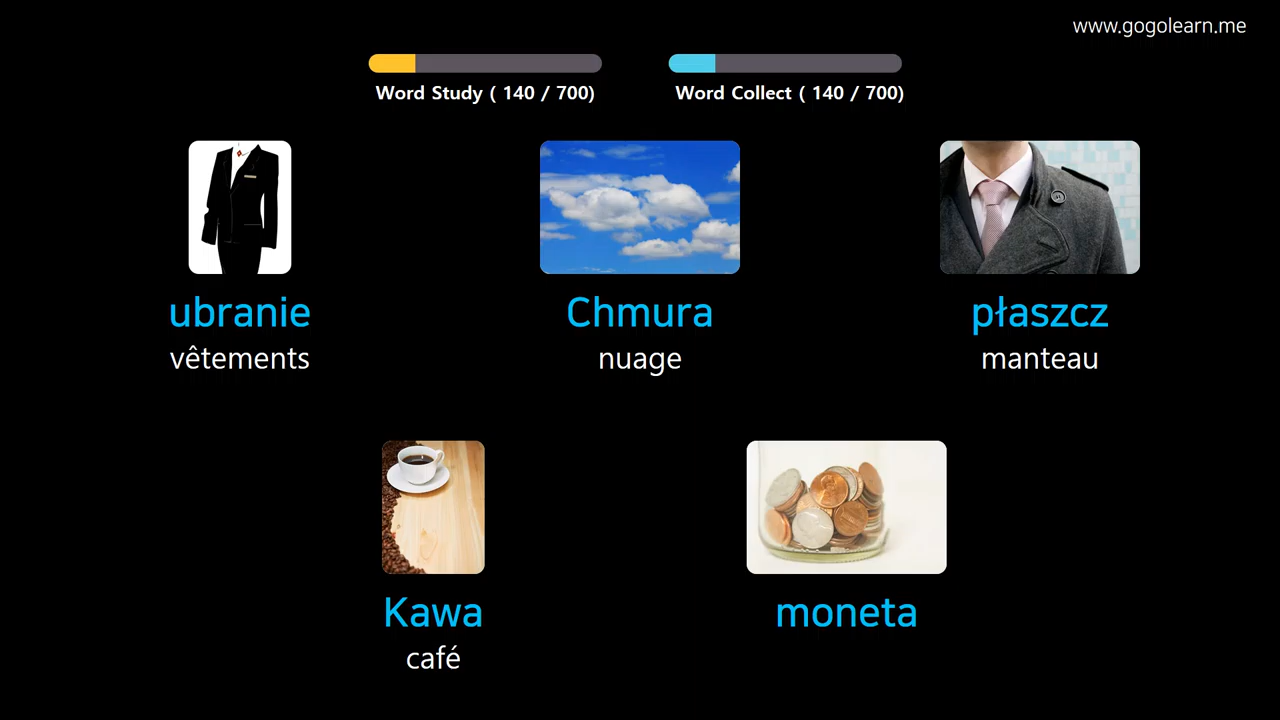 www.gogolearn.me
Word Study ( 140 / 700)
Word Collect ( 140 / 700)
ubranie
vêtements
Chmura
nuage
płaszcz
manteau
Kawa
café
moneta